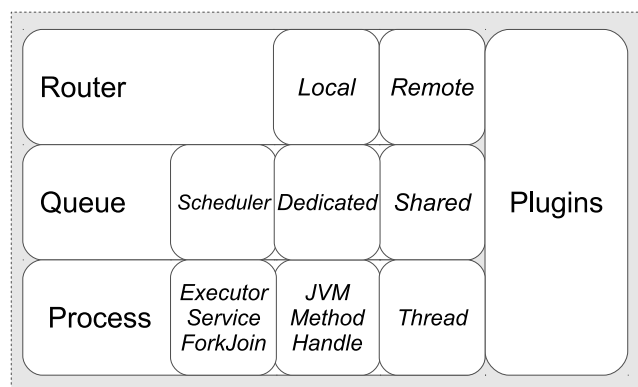 Router
Local
Remote
Queue
Scheduler
Dedicated
Shared
Plugins
Process
Executor
Service
ForkJoin
JVM
Method
Handle
Thread